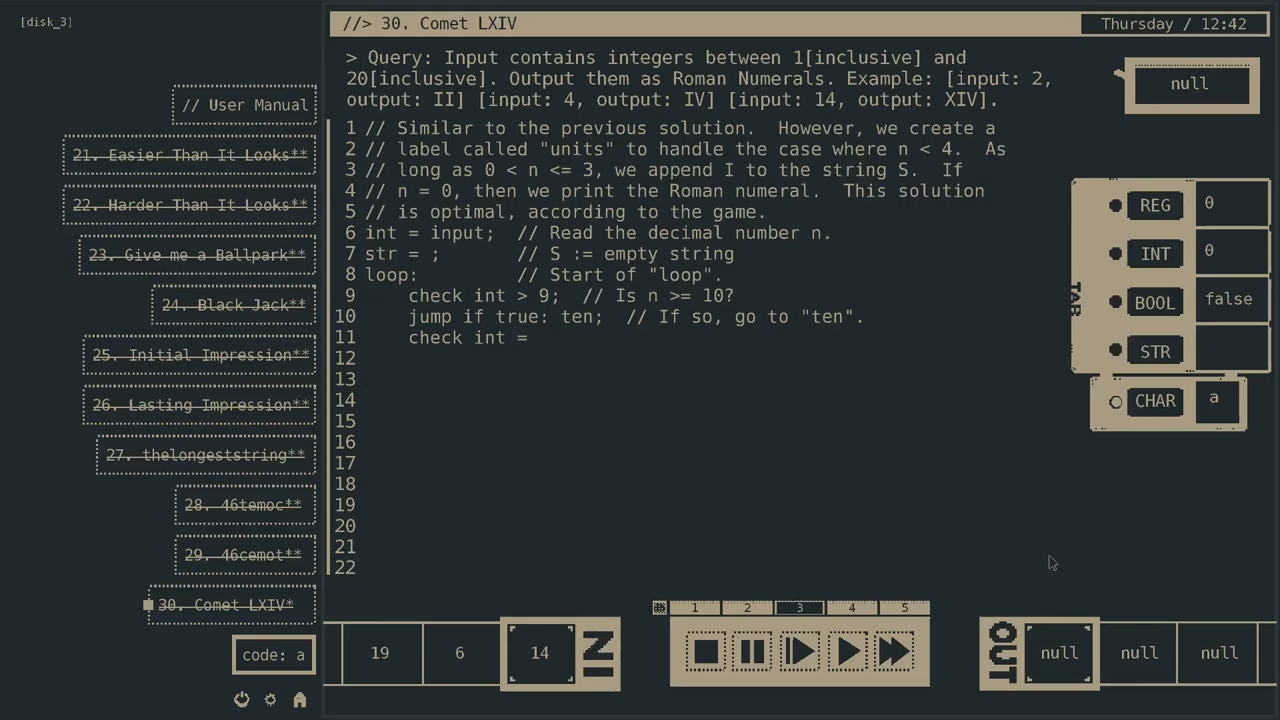 [disk_3]
// User Manual
21. Easier Than It Looks**
22. Harder Than It Looks**
23. Give me a Ballpark**
24. Black Jack**
25. Initial Impression**
26. Lasting Impression**
27. thelongeststring**
28. 46temoc**
29. 46cemot**
30. Comet LXIV*
code: a
//> 30. Comet LXIV
Thursday / 12:42
> Query: Input contains integers between 1[inclusive] and
20[inclusive]. Output them as Roman Numerals. Example: [input: 2,
output: II] [input: 4, output: IV] [input: 14, output: XIV].
1 // Similar to the previous solution.  However, we create a
2 // label called "units" to handle the case where n < 4.  As
3 // long as 0 < n <= 3, we append I to the string S.  If
4 // n = 0, then we print the Roman numeral.  This solution
5 // is optimal, according to the game.
6 int = input;  // Read the decimal number n.
7 str = ;       // S := empty string
8 loop:         // Start of "loop".
9     check int > 9;  // Is n >= 10?
10     jump if true: ten;  // If so, go to "ten".
11     check int =
12
13
14
15
16
17
18
19
20
21
22
null
REG 0
INT 0
BOOL false
STR
TAB
CHAR a
19 6 14 IN
1 2 3 4 5
OUT null null null